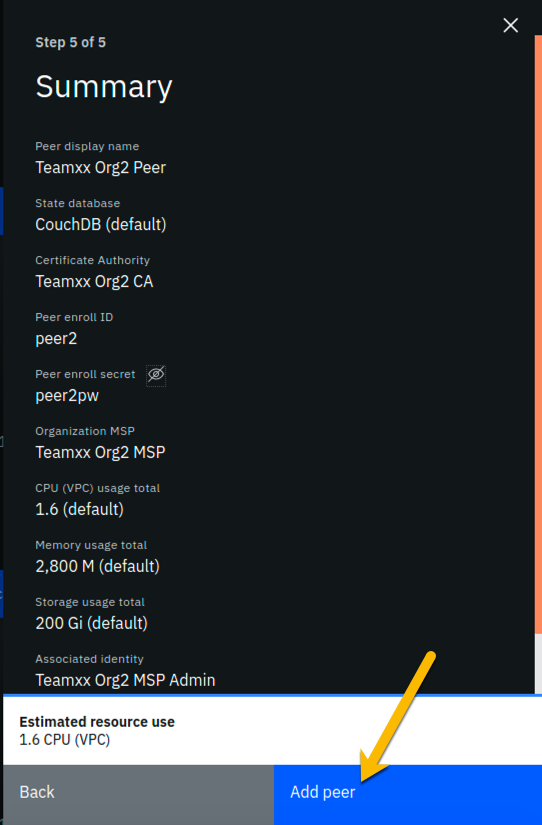 Step 5 of 5
Summary
Peer display name
Teamxx Org2 Peer
State database
CouchDB (default)
Certificate Authority
Teamxx Org2 CA
Peer enroll ID
peer2
Peer enroll secret
peer2pw
Organization MSP
Teamxx Org2 MSP
CPU (VPC) usage total
1.6 (default)
Memory usage total
2,800 M (default)
Storage usage total
200 Gi (default)
Associated identity
Teamxx Org2 MSP Admin
Estimated resource use
1.6 CPU (VPC)
Back
Add peer